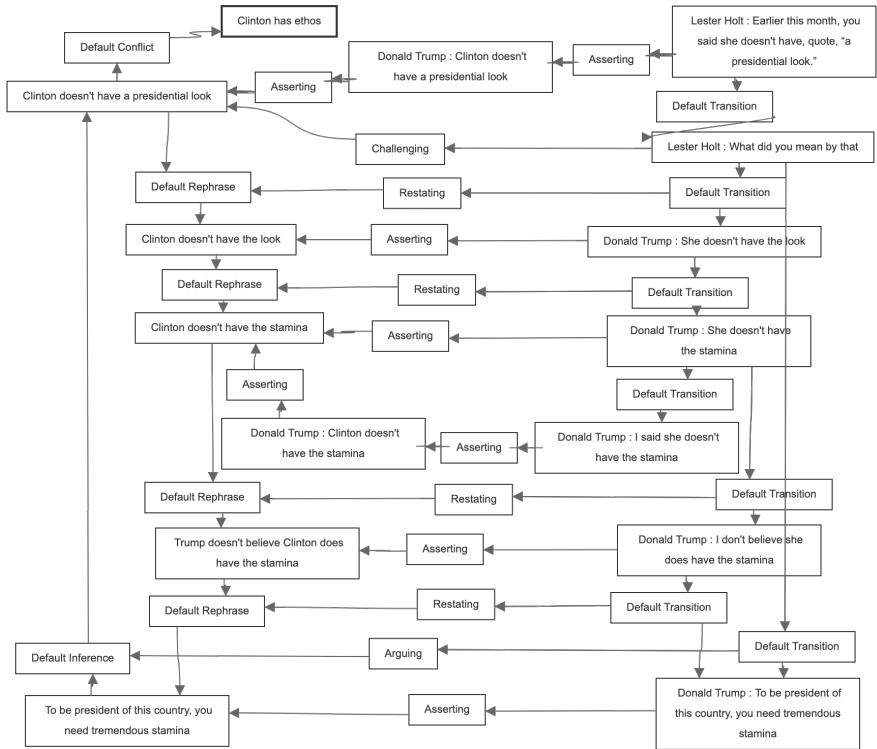 Clinton has ethos
Lester Holt : Earlier this month, you
said she doesn't have, quote, “a
presidential look.”
Default Conflict
Donald Trump : Clinton doesn't
have a presidential look
Asserting
Asserting
Clinton doesn't have a presidential look
Default Transition
Challenging
Lester Holt : What did you mean by that
Default Rephrase
Restating
Default Transition
Clinton doesn't have the look
Asserting
Donald Trump : She doesn't have the look
Default Rephrase
Restating
Default Transition
Clinton doesn't have the stamina
Asserting
Donald Trump : She doesn't have
the stamina
Asserting
Default Transition
Donald Trump : Clinton doesn't
have the stamina
Asserting
Donald Trump : I said she doesn't
have the stamina
Default Rephrase
Restating
Default Transition
Trump doesn't believe Clinton does
have the stamina
Asserting
Donald Trump : I don't believe she
does have the stamina
Default Rephrase
Restating
Default Transition
Default Inference
Arguing
Default Transition
To be president of this country, you
need tremendous stamina
Asserting
Donald Trump : To be president of
this country, you need tremendous
stamina